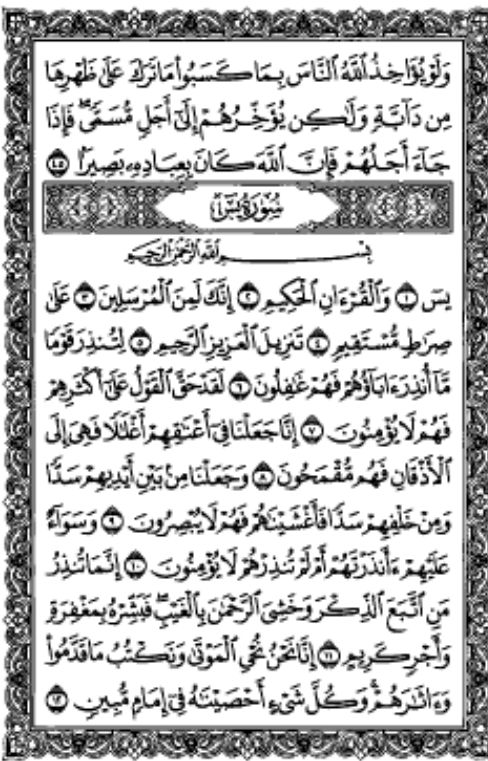 وَلَوْ يُؤَاخِذُ ٱللَّهُ ٱلنَّاسَ بِمَا كَسَبُوا۟ مَا تَرَكَ عَلَىٰ ظَهْرِهَا
مِن دَآبَّةٍ وَلَٰكِن يُؤَخِّرُهُمْ إِلَىٰٓ أَجَلٍ مُّسَمًّى ۖ فَإِذَا
جَآءَ أَجَلُهُمْ فَإِنَّ ٱللَّهَ كَانَ بِعِبَادِهِۦ بَصِيرًۢا ٤٥
سُورَةُ يسٓ
بِسْمِ ٱللَّهِ ٱلرَّحْمَٰنِ ٱلرَّحِيمِ
يسٓ ١ وَٱلْقُرْءَانِ ٱلْحَكِيمِ ٢ إِنَّكَ لَمِنَ ٱلْمُرْسَلِينَ ٣ عَلَىٰ
صِرَٰطٍ مُّسْتَقِيمٍ ٤ تَنزِيلَ ٱلْعَزِيزِ ٱلرَّحِيمِ ٥ لِتُنذِرَ قَوْمًا
مَّآ أُنذِرَ ءَابَآؤُهُمْ فَهُمْ غَٰفِلُونَ ٦ لَقَدْ حَقَّ ٱلْقَوْلُ عَلَىٰٓ أَكْثَرِهِمْ
فَهُمْ لَا يُؤْمِنُونَ ٧ إِنَّا جَعَلْنَا فِىٓ أَعْنَٰقِهِمْ أَغْلَٰلًا فَهِىَ إِلَى
ٱلْأَذْقَانِ فَهُم مُّقْمَحُونَ ٨ وَجَعَلْنَا مِنۢ بَيْنِ أَيْدِيهِمْ سَدًّا
وَمِنْ خَلْفِهِمْ سَدًّا فَأَغْشَيْنَٰهُمْ فَهُمْ لَا يُبْصِرُونَ ٩ وَسَوَآءٌ
عَلَيْهِمْ ءَأَنذَرْتَهُمْ أَمْ لَمْ تُنذِرْهُمْ لَا يُؤْمِنُونَ ١٠ إِنَّمَا تُنذِرُ
مَنِ ٱتَّبَعَ ٱلذِّكْرَ وَخَشِىَ ٱلرَّحْمَٰنَ بِٱلْغَيْبِ ۖ فَبَشِّرْهُ بِمَغْفِرَةٍ
وَأَجْرٍ كَرِيمٍ ١١ إِنَّا نَحْنُ نُحْىِ ٱلْمَوْتَىٰ وَنَكْتُبُ مَا قَدَّمُوا۟
وَءَاثَٰرَهُمْ ۚ وَكُلَّ شَىْءٍ أَحْصَيْنَٰهُ فِىٓ إِمَامٍ مُّبِينٍ ١٢